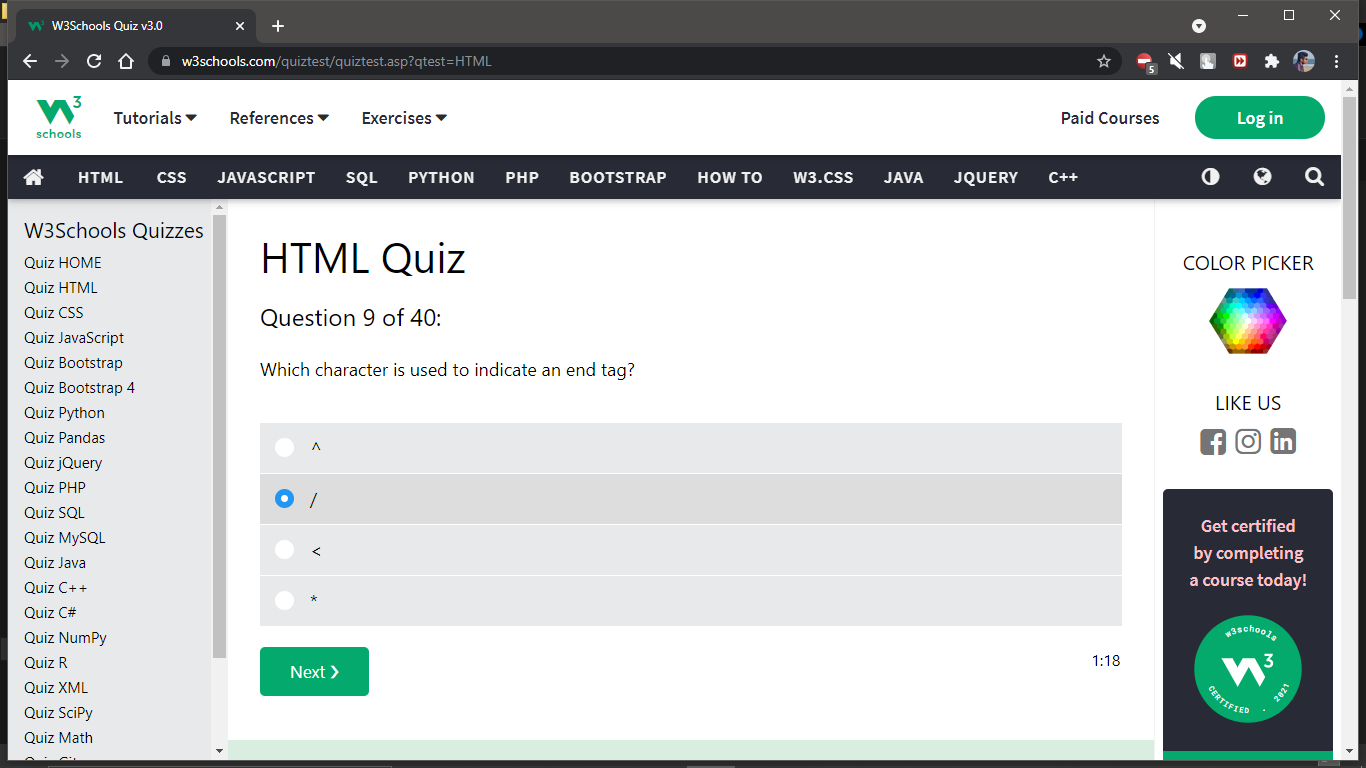 W3Schools Quiz v3.0
w3schools.com/quiztest/quiztest.asp?qtest=HTML
5
3
schools
Tutorials
References
Exercises
Paid Courses
Log in
HTML CSS JAVASCRIPT SQL PYTHON PHP BOOTSTRAP HOW TO W3.CSS JAVA JQUERY C++
W3Schools Quizzes
Quiz HOME
Quiz HTML
Quiz CSS
Quiz JavaScript
Quiz Bootstrap
Quiz Bootstrap 4
Quiz Python
Quiz Pandas
Quiz jQuery
Quiz PHP
Quiz SQL
Quiz MySQL
Quiz Java
Quiz C++
Quiz C#
Quiz NumPy
Quiz R
Quiz XML
Quiz SciPy
Quiz Math
HTML Quiz
Question 9 of 40:
Which character is used to indicate an end tag?
^
/
<
*
Next ❯
1:18
COLOR PICKER
LIKE US
Get certified
by completing
a course today!
w3schools
3
CERTIFIED . 2021